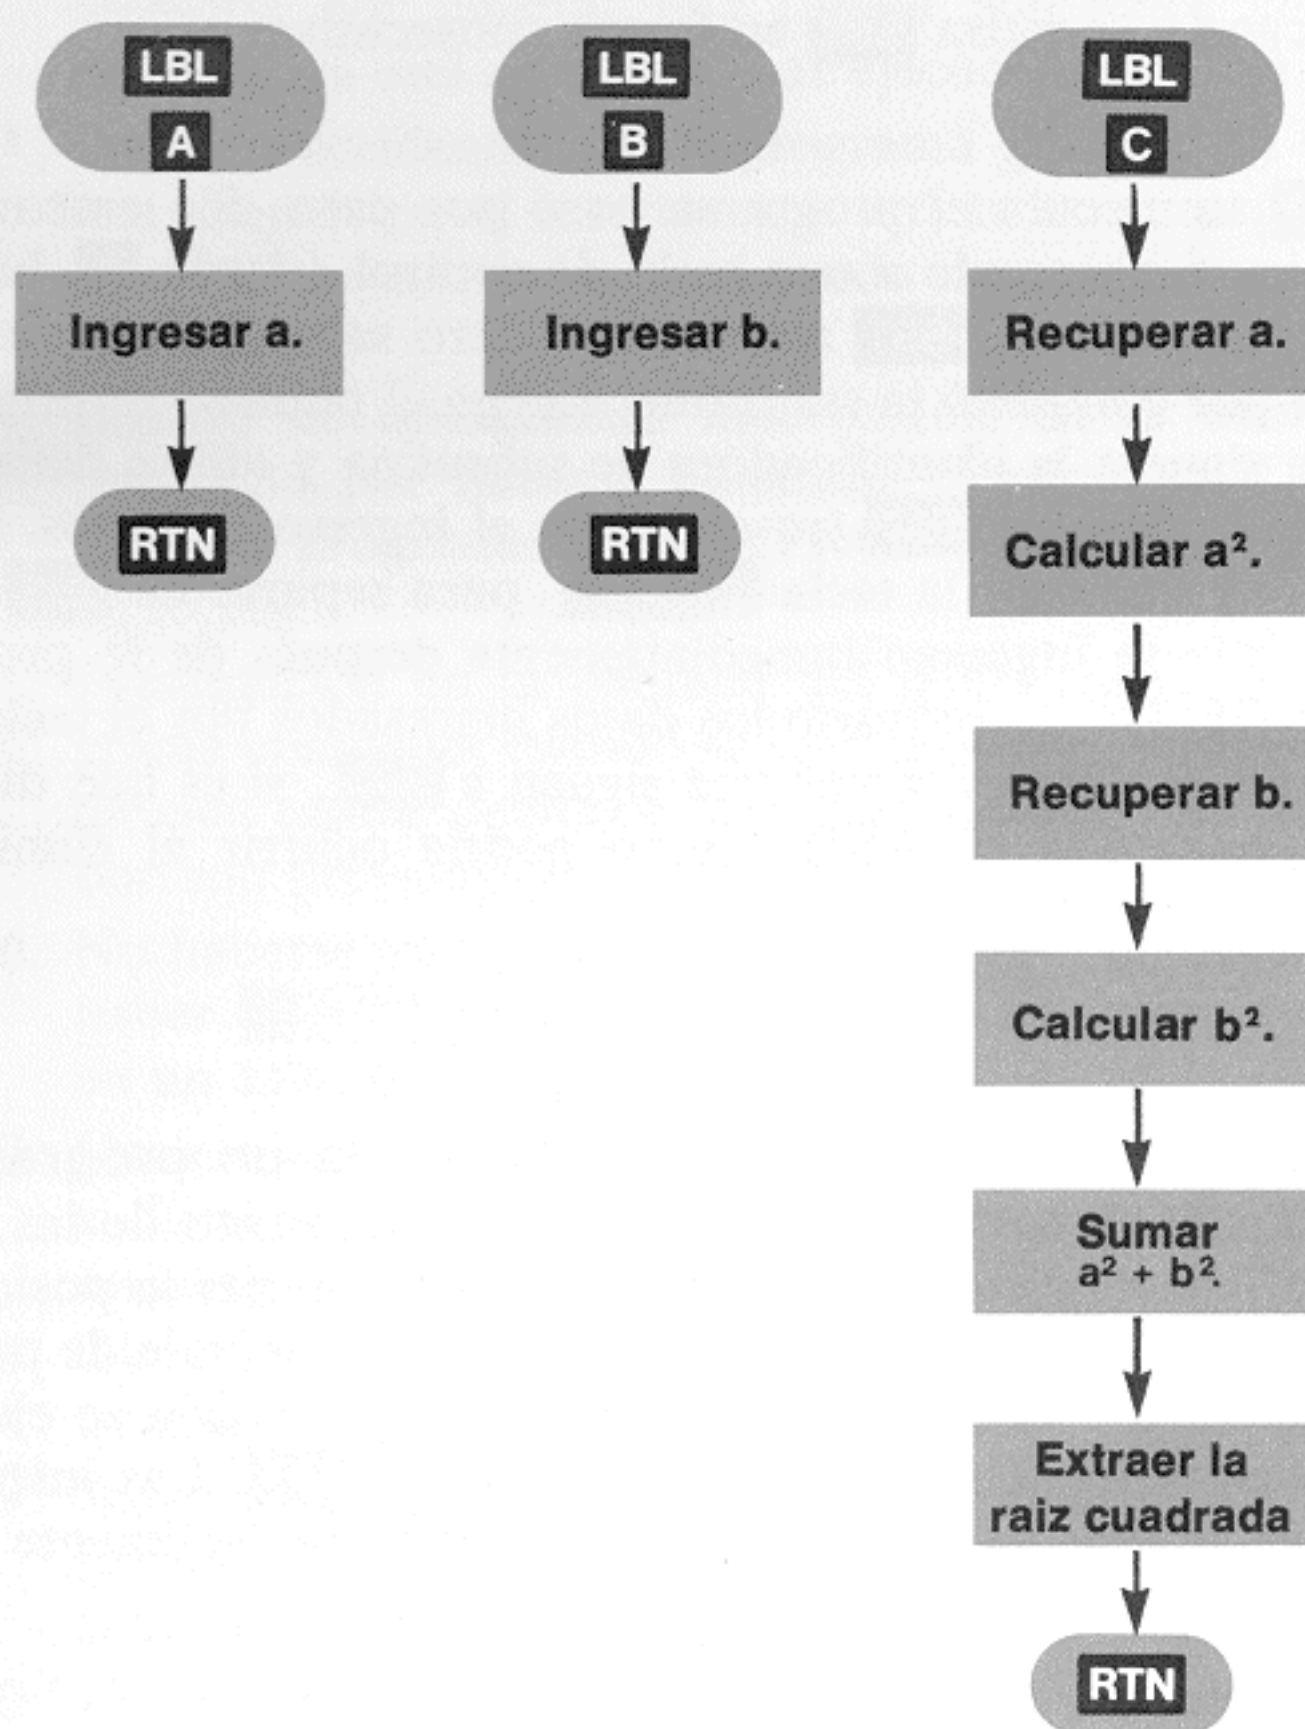 LBL
A
Ingresar a.
RTN
LBL
B
Ingresar b.
RTN
LBL
C
Recuperar a.
Calcular a².
Recuperar b.
Calcular b².
Sumar
a² + b².
Extraer la
raiz cuadrada
RTN